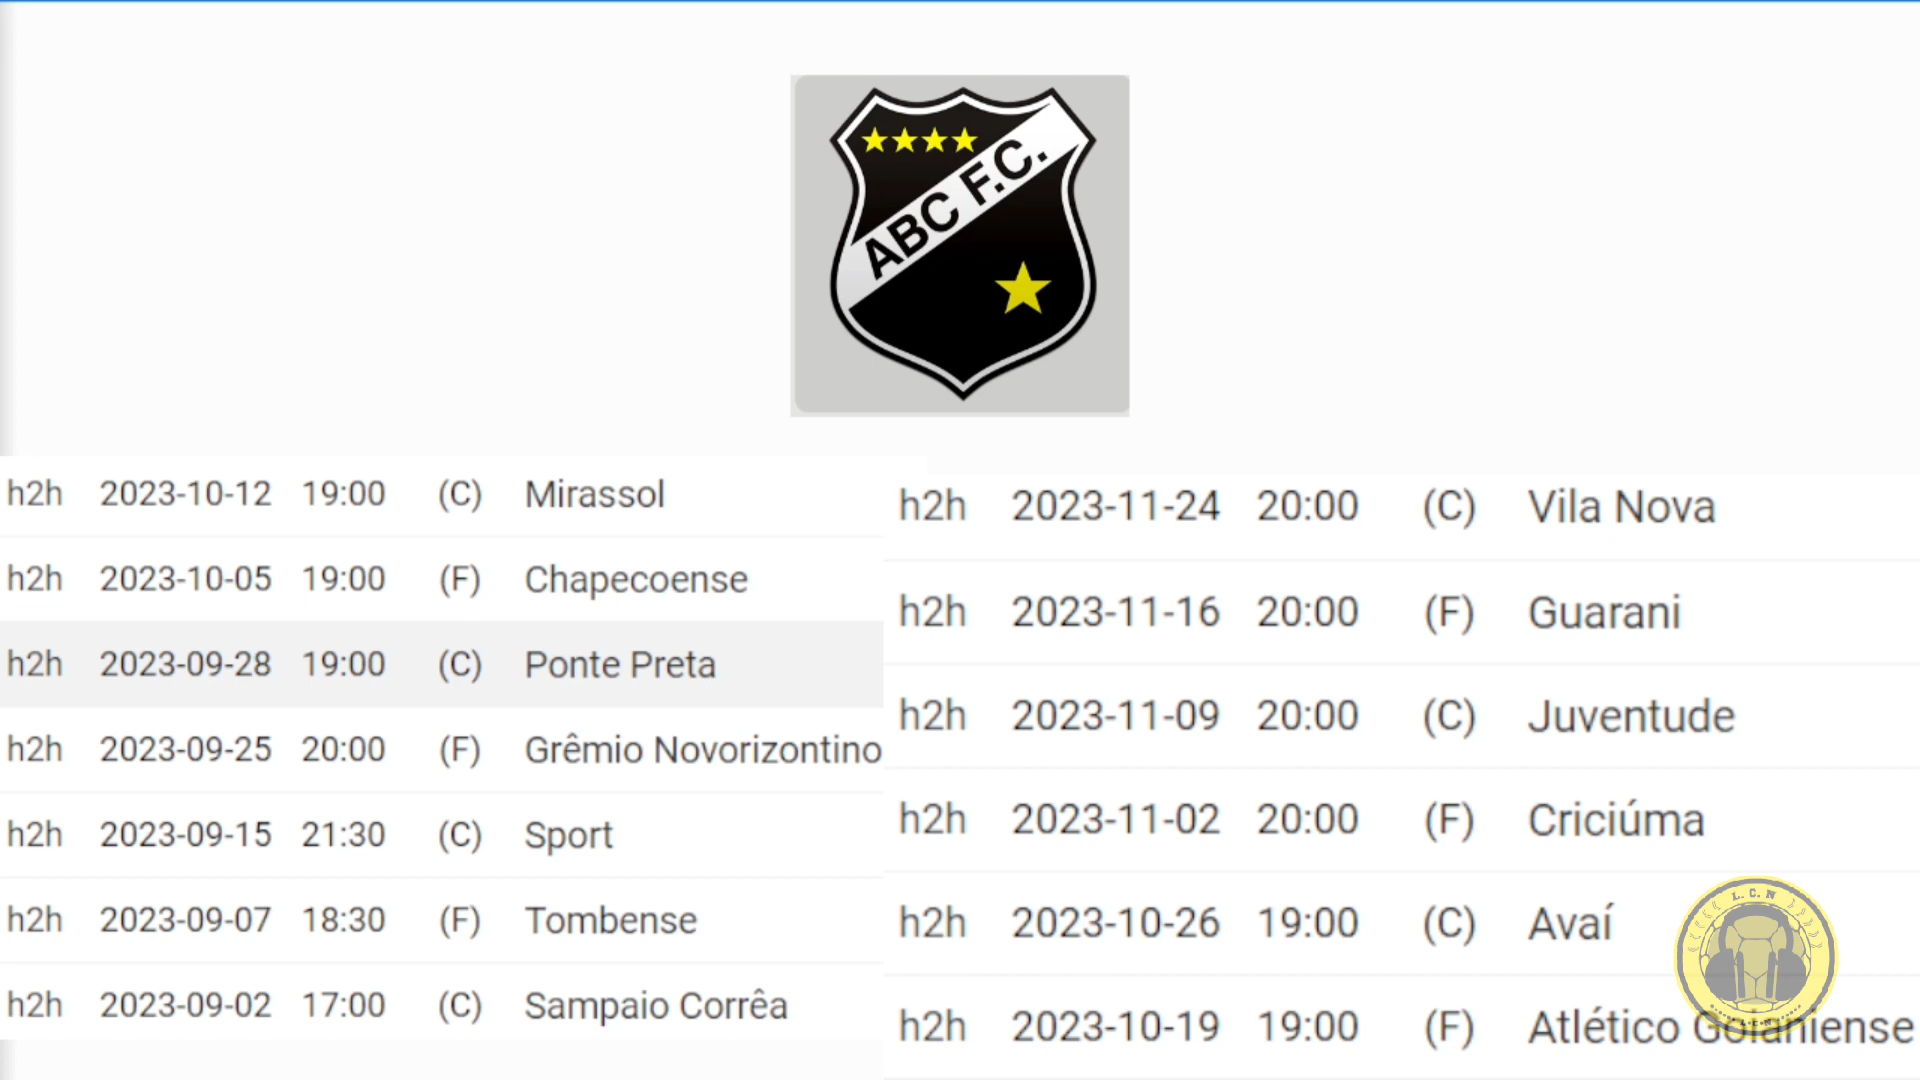 ABC F.C.
h2h 2023-10-12 19:00 (C) Mirassol
h2h 2023-10-05 19:00 (F) Chapecoense
h2h 2023-09-28 19:00 (C) Ponte Preta
h2h 2023-09-25 20:00 (F) Grêmio Novorizontino
h2h 2023-09-15 21:30 (C) Sport
h2h 2023-09-07 18:30 (F) Tombense
h2h 2023-09-02 17:00 (C) Sampaio Corrêa
h2h 2023-11-24 20:00 (C) Vila Nova
h2h 2023-11-16 20:00 (F) Guarani
h2h 2023-11-09 20:00 (C) Juventude
h2h 2023-11-02 20:00 (F) Criciúma
h2h 2023-10-26 19:00 (C) Avaí
h2h 2023-10-19 19:00 (F) Atlético Goianiense
L.C.N
L.C.N